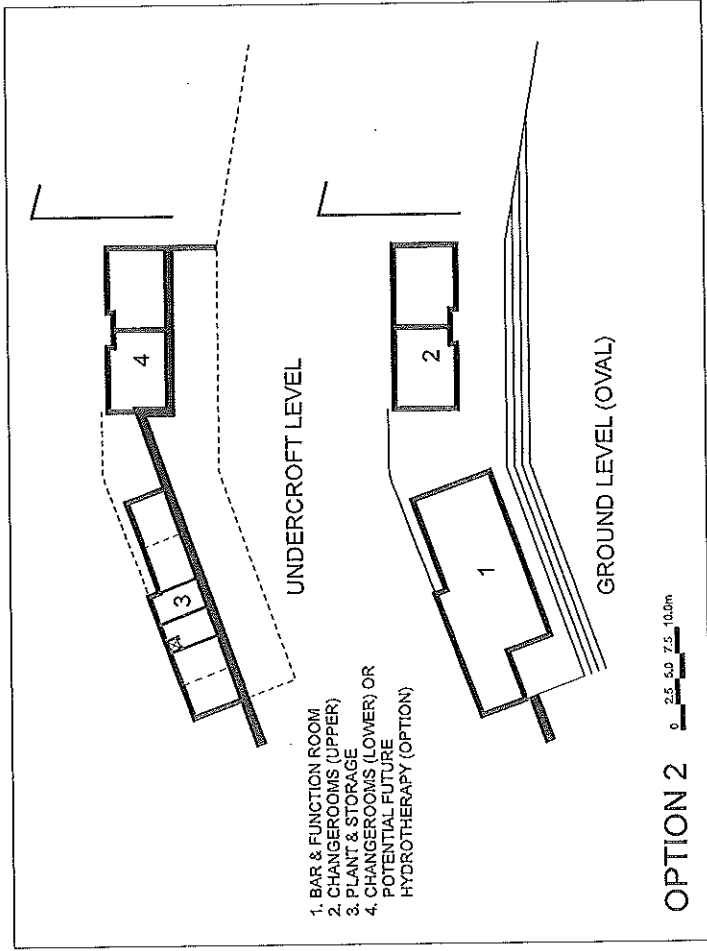 4
3
UNDERCROFT LEVEL
2
1
GROUND LEVEL (OVAL)
1. BAR & FUNCTION ROOM
2. CHANGEROOMS (UPPER)
3. PLANT & STORAGE
4. CHANGEROOMS (LOWER) OR
POTENTIAL FUTURE
HYDROTHERAPY (OPTION)
0 2.5 5.0 7.5 10.0m
OPTION 2